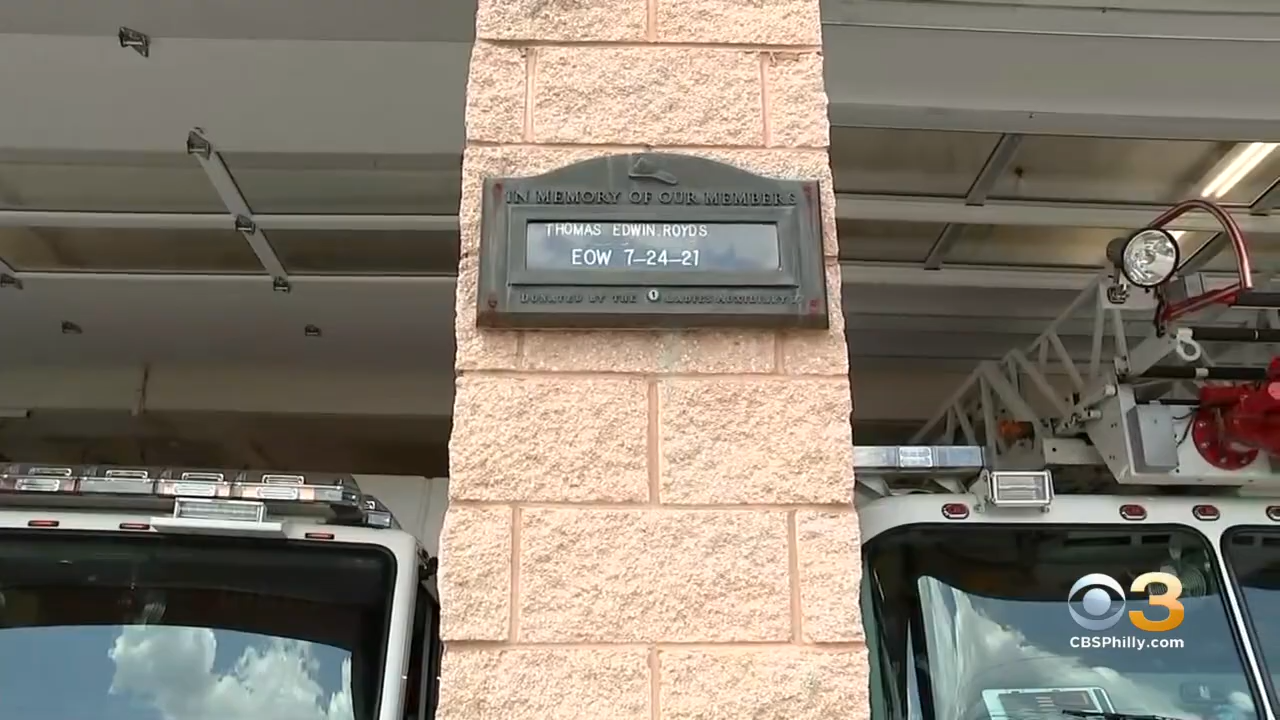 IN MEMORY OF OUR MEMBERS
THOMAS EDWIN.ROYDS
EOW 7-24-21
DONATED BY THE LADIES AUXILIARY
3
CBSPhilly.com